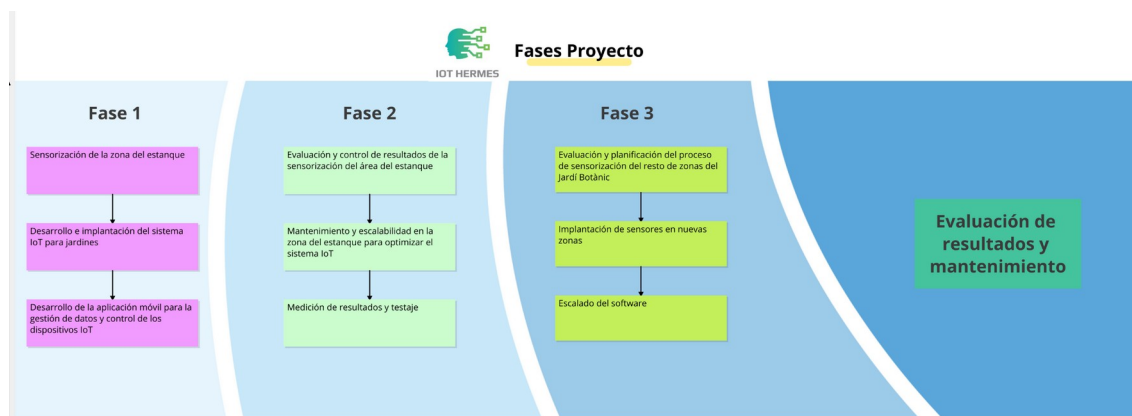 Fases Proyecto
IOT HERMES
Fase 1
Sensorización de la zona del estanque
Desarrollo e implantación del sistema
IoT para jardines
Desarrollo de la aplicación móvil para la
gestión de datos y control de los
dispositivos IoT
Fase 2
Evaluación y control de resultados de la
sensorización del área del estanque
Mantenimiento y escalabilidad en la
zona del estanque para optimizar el
sistema IoT
Medición de resultados y testaje
Fase 3
Evaluación y planificación del proceso
de sensorización del resto de zonas del
Jardí Botànic
Implantación de sensores en nuevas
zonas
Escalado del software
Evaluación de
resultados y
mantenimiento